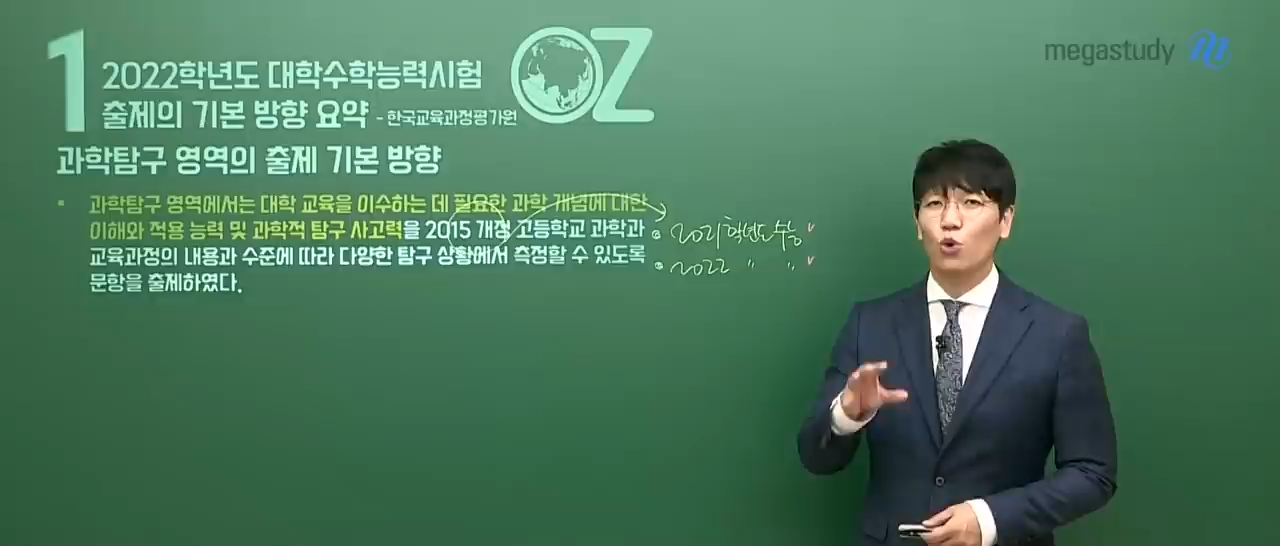 megastudy
1
2022학년도 대학수학능력시험
출제의 기본 방향 요약 - 한국교육과정평가원
OZ
과학탐구 영역의 출제 기본 방향
과학탐구 영역에서는 대학 교육을 이수하는 데 필요한 과학 개념에 대한
이해와 적용 능력 및 과학적 탐구 사고력을 2015 개정 고등학교 과학과
교육과정의 내용과 수준에 따라 다양한 탐구 상황에서 측정할 수 있도록
문항을 출제하였다.
2021학년도 수능
2022 〃 〃